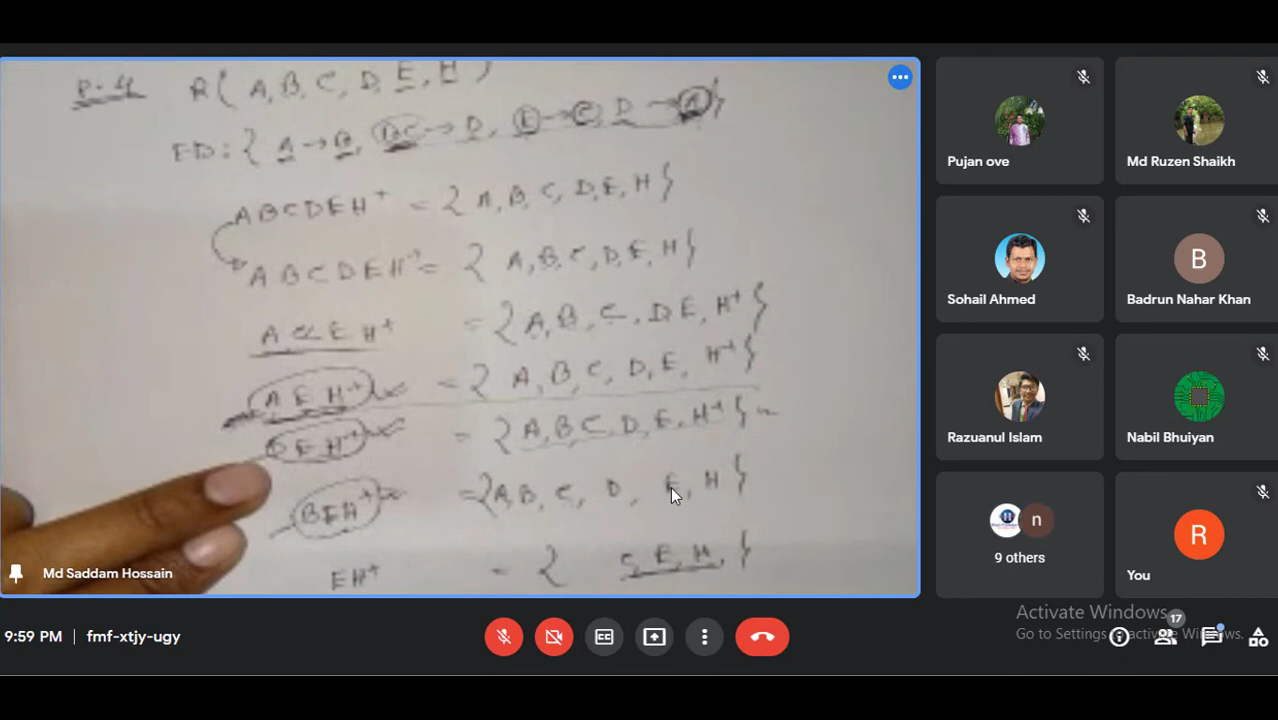 P-4 R( A, B, C, D, E, H )
FD: { A → B, BC → D, E → C, D → A }
ABCDEH⁺ = { A, B, C, D, E, H }
ABCDEH⁺ = { A, B, C, D, E, H }
= { A, B, C, D E, H⁺ }
AEH⁺ = { A, B, C, D, E, H⁺ }
EH⁺ = { A, B C, D, E, H⁺ }
BEH⁺ = { A, B, C, D, E, H }
EH⁺ = { C, E, H, }
Md Saddam Hossain
Pujan ove
Md Ruzen Shaikh
Sohail Ahmed
B
Badrun Nahar Khan
Razuanul Islam
Nabil Bhuiyan
n
9 others
R
You
Activate Windows
Go to Settings to activate Windows.
9:59 PM
fmf-xtjy-ugy
17